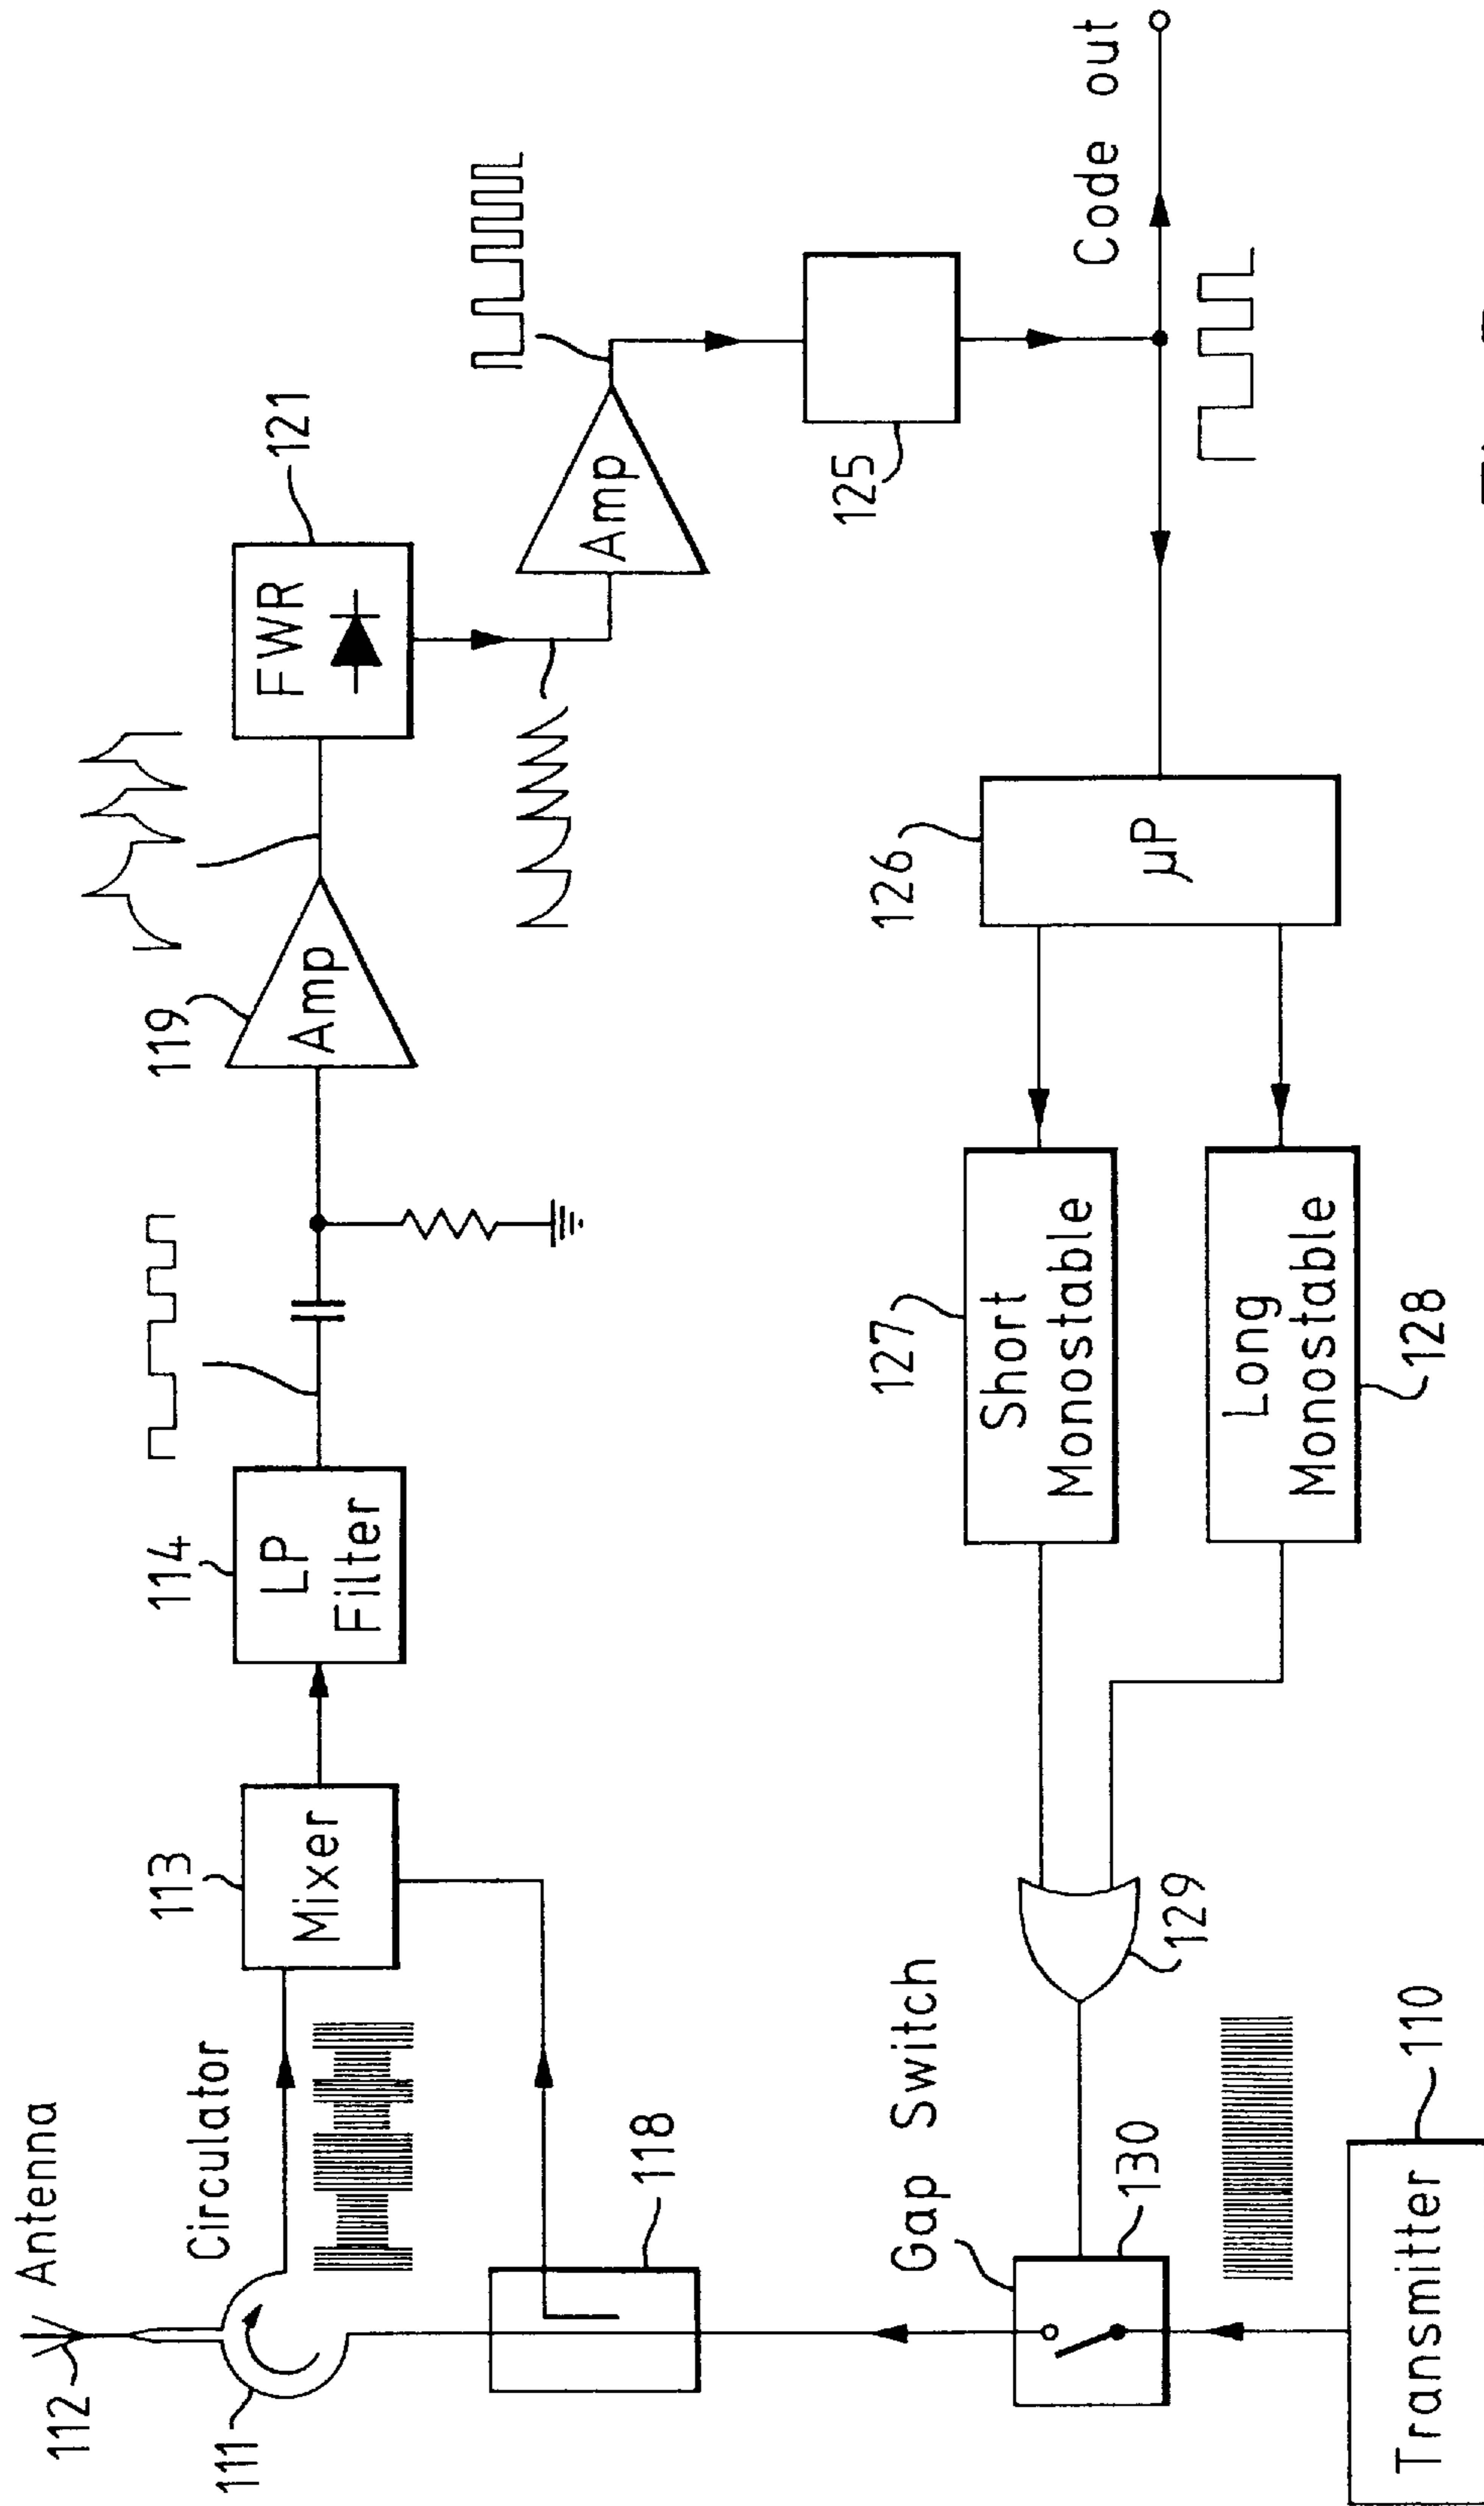 Antenna
112
Circulator
111
113
Mixer
114
LP
Filter
119
Amp
FWR
121
Amp
118
125
Code out
Gap Switch
130
129
127
Short
Monostable
126
µP
Long
Monostable
128
Transmitter
110